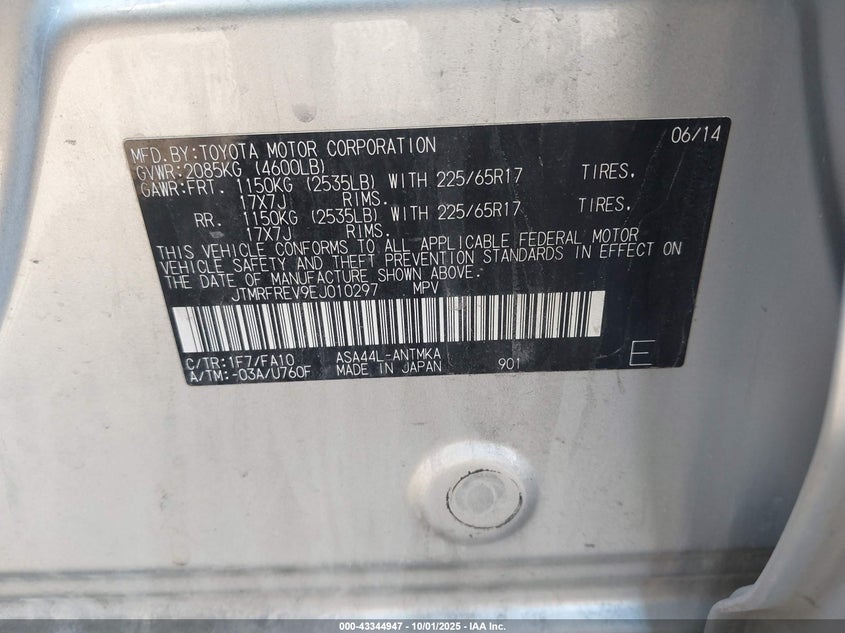 06/14
MFD.BY:TOYOTA MOTOR CORPORATION
GVWR:2085KG (4600LB)
GAWR:FRT. 1150KG (2535LB) WITH 225/65R17 TIRES,
17X7J RIMS.
RR. 1150KG (2535LB) WITH 225/65R17 TIRES,
17X7J RIMS.
THIS VEHICLE CONFORMS TO ALL APPLICABLE FEDERAL MOTOR
VEHICLE SAFETY AND THEFT PREVENTION STANDARDS IN EFFECT ON
THE DATE OF MANUFACTURE SHOWN ABOVE.
JTMRFREV9EJ010297 MPV
C/TR:1F7/FA10 ASA44L-ANTMKA
A/TM:-03A/U760F MADE IN JAPAN 901 E
000-43344947 - 10/01/2025 - IAA Inc.